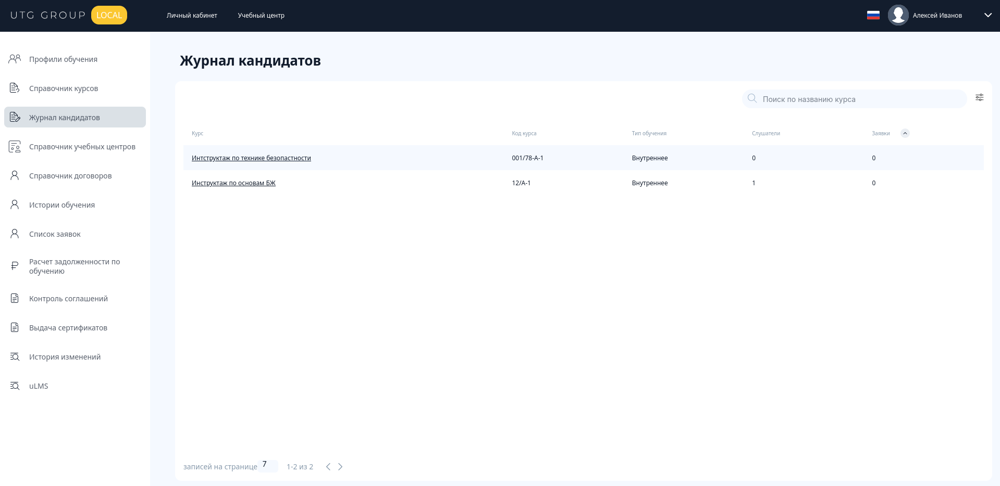 UTG GROUP LOCAL
Личный кабинет
Учебный центр
Алексей Иванов
Профили обучения
Справочник курсов
Журнал кандидатов
Справочник учебных центров
Справочник договоров
Истории обучения
Список заявок
Расчет задолженности по
обучению
Контроль соглашений
Выдача сертификатов
История изменений
uLMS
Журнал кандидатов
Поиск по названию курса
Курс Код курса Тип обучения Слушатели Заявки
Интструктаж по технике безопастности 001/78-А-1 Внутреннее 0 0
Инструктаж по основам БЖ 12/А-1 Внутреннее 1 0
записей на странице 7 1-2 из 2